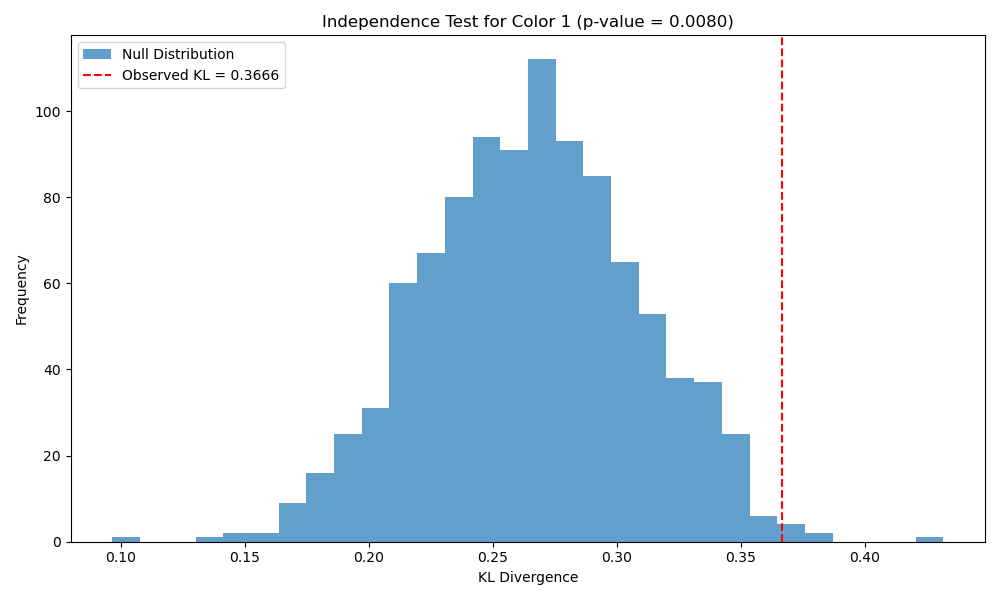 Independence Test for Color 1 (p-value = 0.0080)
Null Distribution
Observed KL = 0.3666
Frequency
100
80
60
40
20
0
0.10 0.15 0.20 0.25 0.30 0.35 0.40
KL Divergence